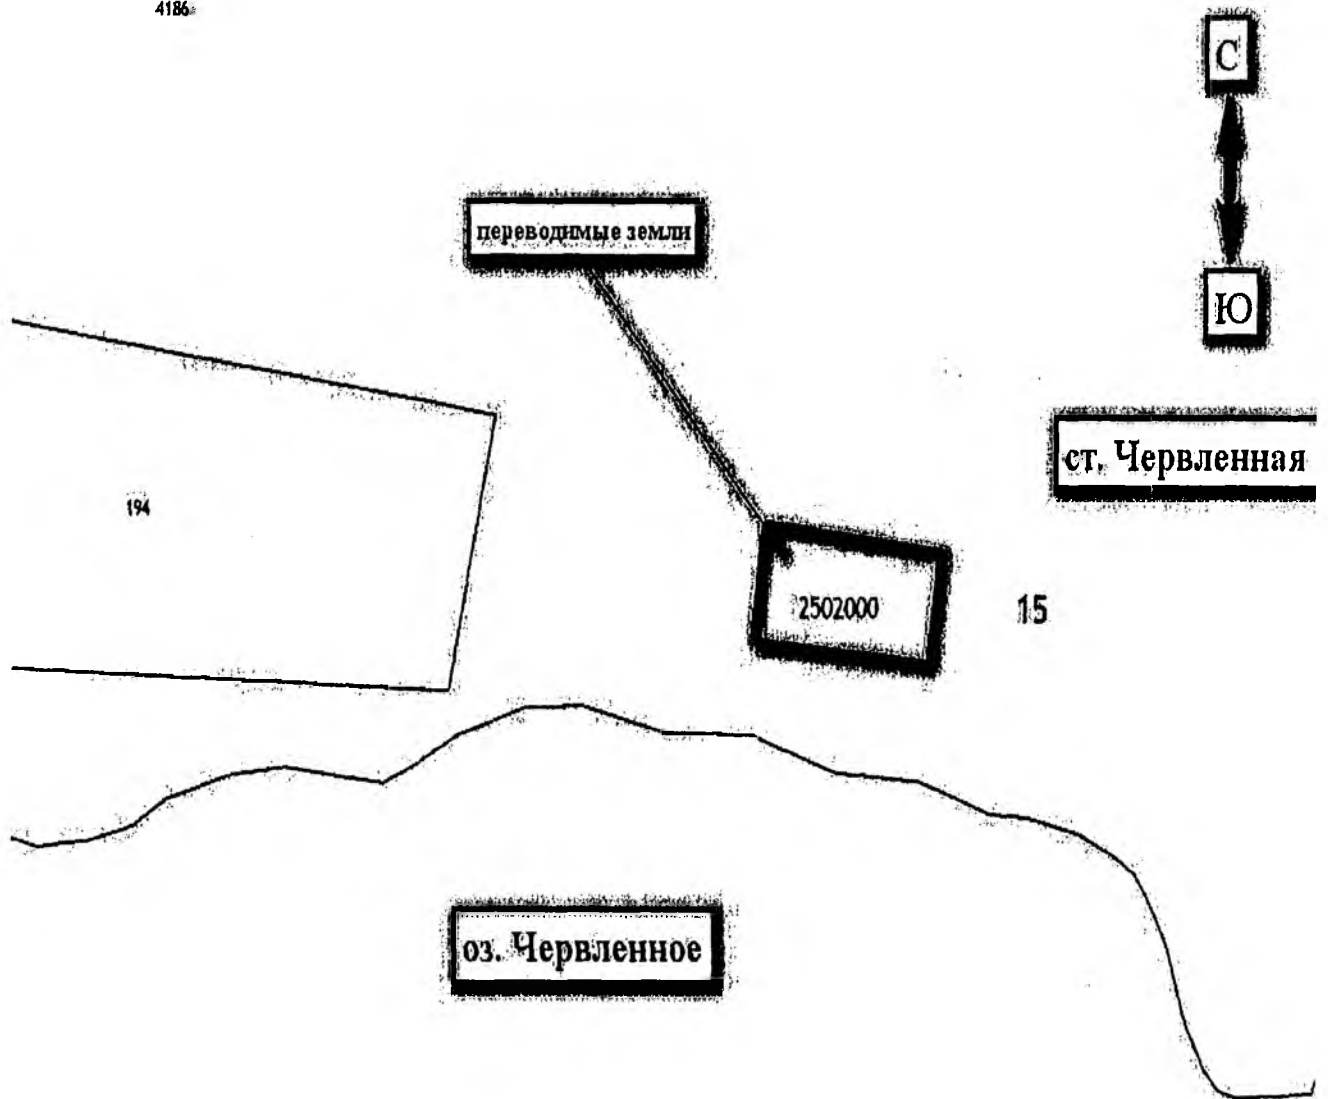 4186
С
переводимые земли
Ю
ст. Червленная
194
2502000
15
оз. Червленное